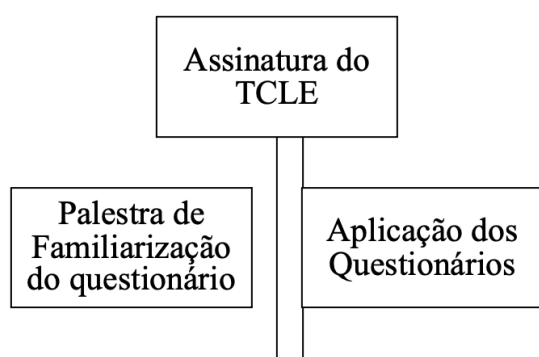 Assinatura do
TCLE
Palestra de
Familiarização
do questionário
Aplicação dos
Questionários